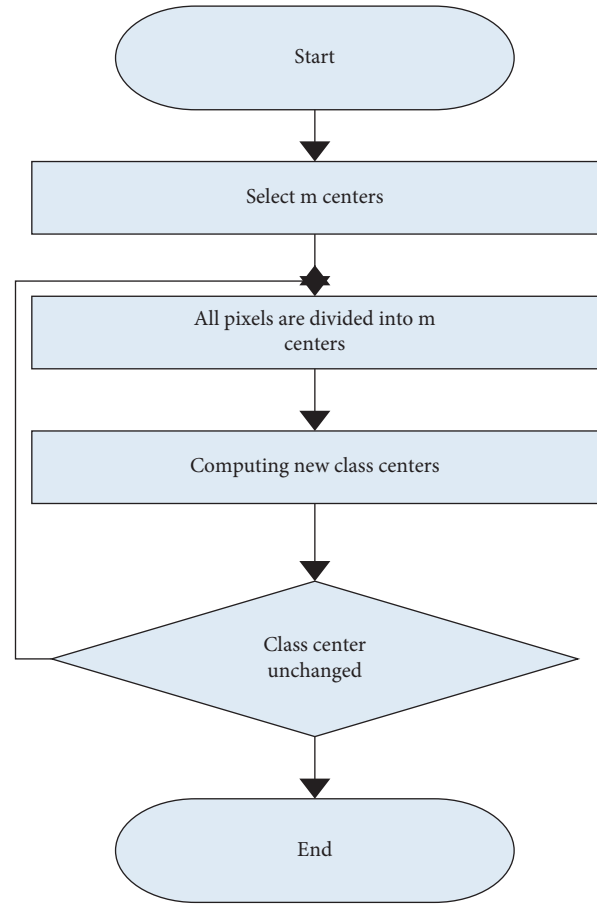 Start
Select m centers
All pixels are divided into m
centers
Computing new class centers
Class center
unchanged
End